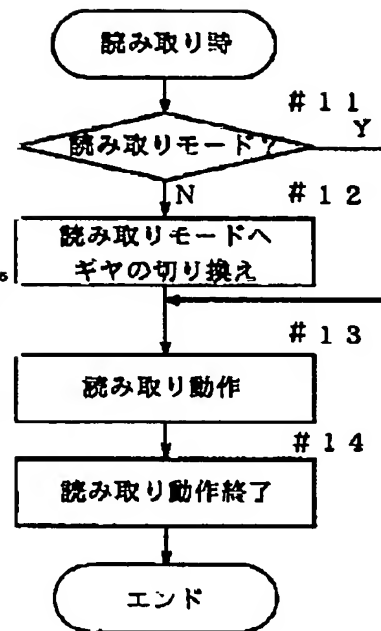 読み取り時
#11
読み取りモード?
Y
N
#12
読み取りモードへ
ギヤの切り換え
#13
読み取り動作
#14
読み取り動作終了
エンド